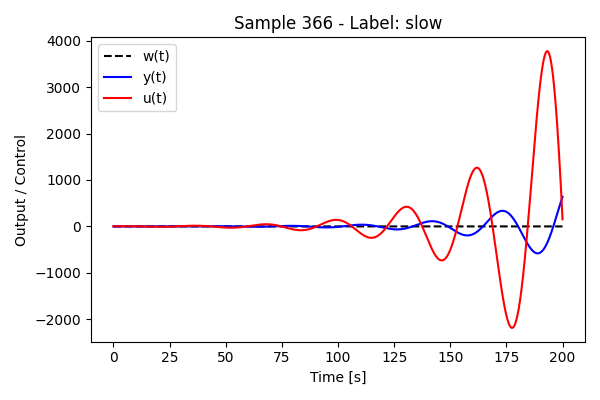 Sample 366 - Label: slow
w(t)
y(t)
u(t)
Output / Control
4000
3000
2000
1000
0
−1000
−2000
0 25 50 75 100 125 150 175 200
Time [s]